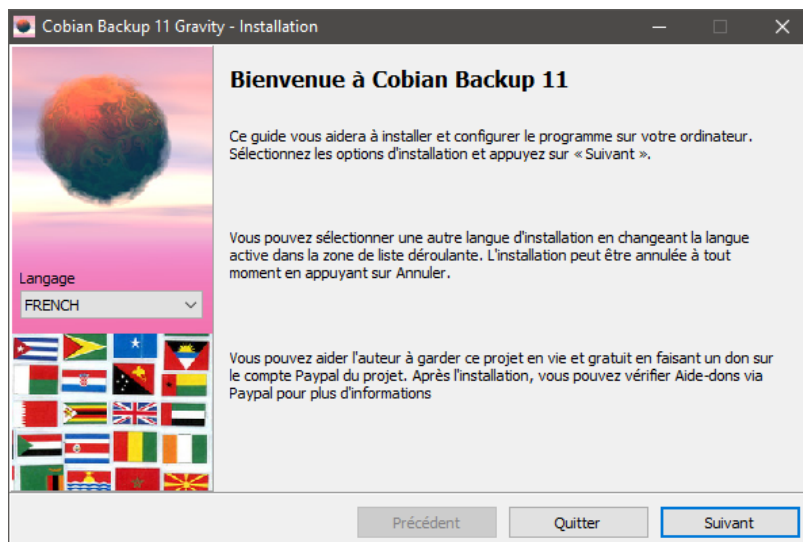 Cobian Backup 11 Gravity - Installation
Bienvenue à Cobian Backup 11
Ce guide vous aidera à installer et configurer le programme sur votre ordinateur.
Sélectionnez les options d'installation et appuyez sur « Suivant ».
Vous pouvez sélectionner une autre langue d'installation en changeant la langue
active dans la zone de liste déroulante. L'installation peut être annulée à tout
moment en appuyant sur Annuler.
Langage
FRENCH
Vous pouvez aider l'auteur à garder ce projet en vie et gratuit en faisant un don sur
le compte Paypal du projet. Après l'installation, vous pouvez vérifier Aide-dons via
Paypal pour plus d'informations
Précédent
Quitter
Suivant